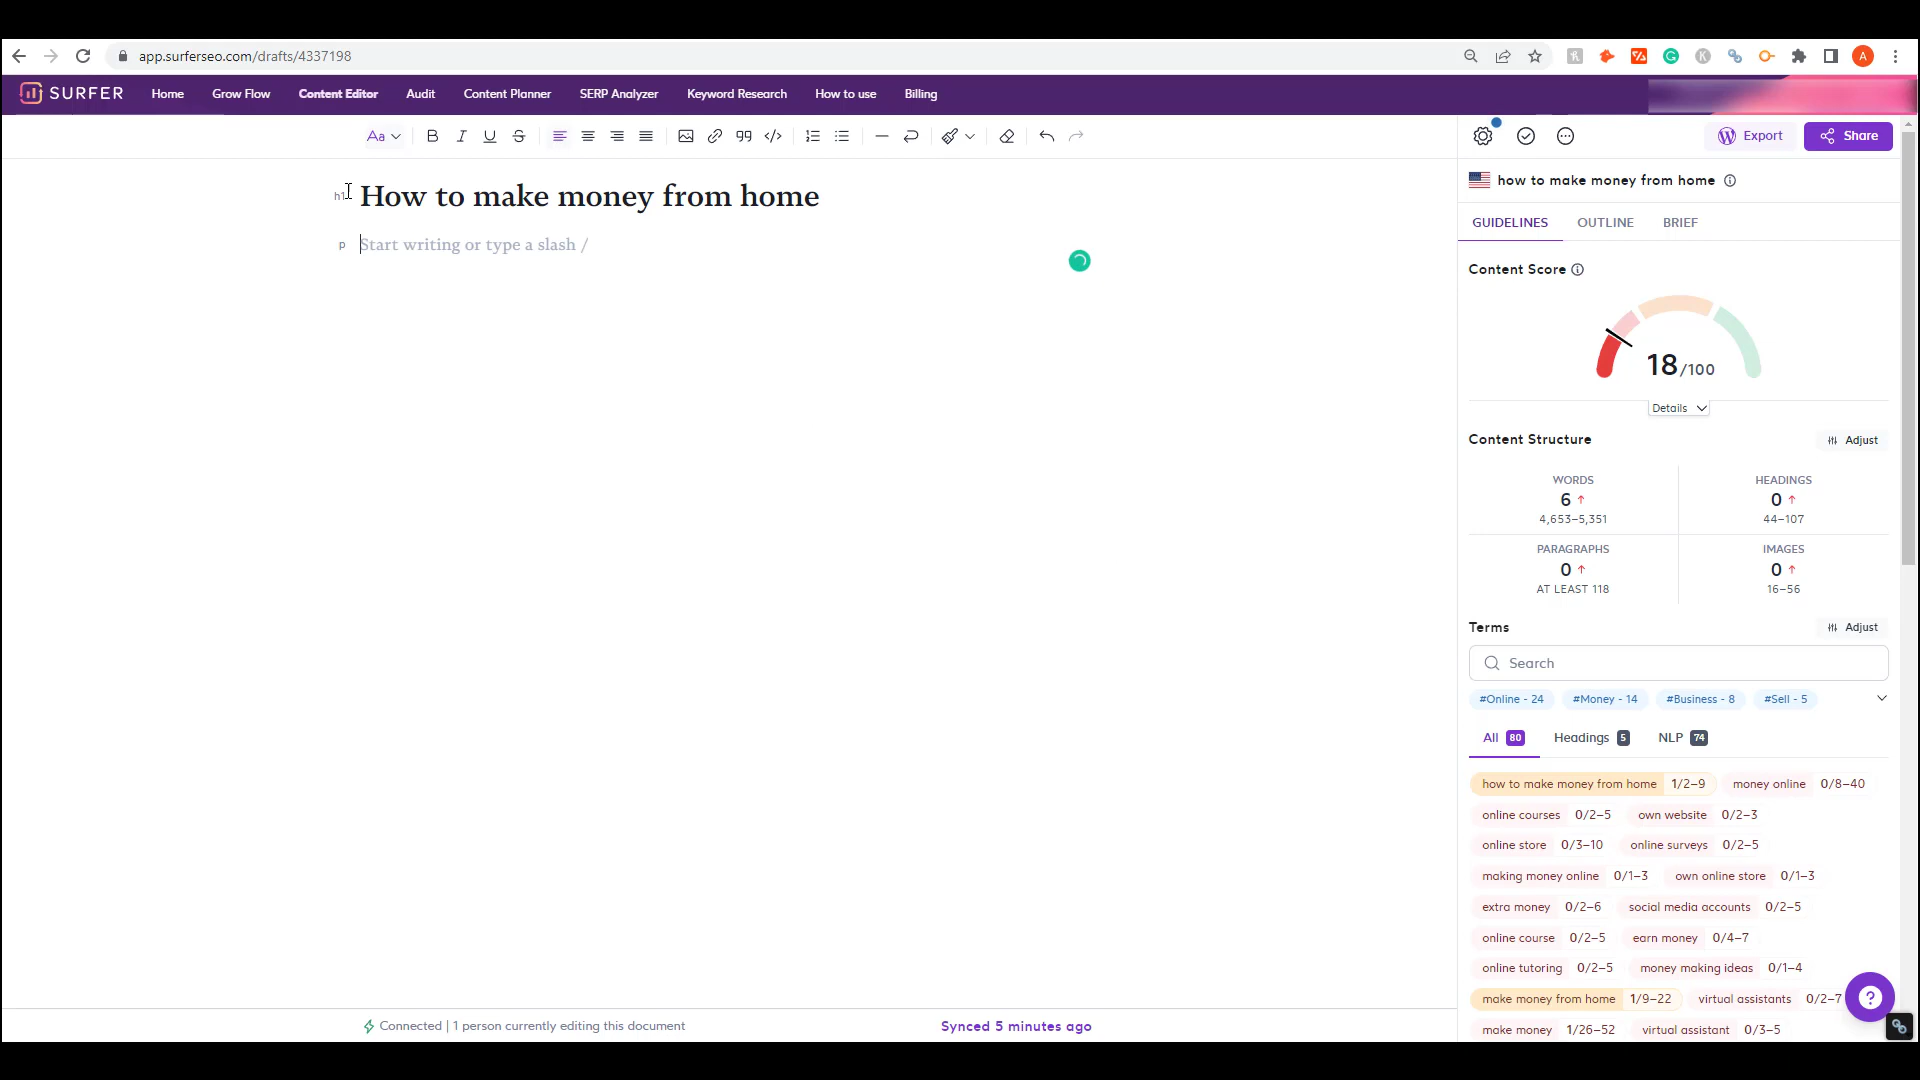 app.surferseo.com/drafts/4337198
A
SURFER Home Grow Flow Content Editor Audit Content Planner SERP Analyzer Keyword Research How to use Billing
Aa B I U S
Export Share
h1 How to make money from home
p Start writing or type a slash /
how to make money from home
GUIDELINES OUTLINE BRIEF
Content Score
18/100
Details
Content Structure Adjust
WORDS HEADINGS
6 ↑ 0 ↑
4,653–5,351 44–107
PARAGRAPHS IMAGES
0 ↑ 0 ↑
AT LEAST 118 16–56
Terms Adjust
Search
#Online - 24 #Money - 14 #Business - 8 #Sell - 5
All 80 Headings 5 NLP 74
how to make money from home 1/2–9 money online 0/8–40
online courses 0/2–5 own website 0/2–3
online store 0/3–10 online surveys 0/2–5
making money online 0/1–3 own online store 0/1–3
extra money 0/2–6 social media accounts 0/2–5
online course 0/2–5 earn money 0/4–7
online tutoring 0/2–5 money making ideas 0/1–4
make money from home 1/9–22 virtual assistants 0/2–7
make money 1/26–52 virtual assistant 0/3–5
?
Connected | 1 person currently editing this document Synced 5 minutes ago